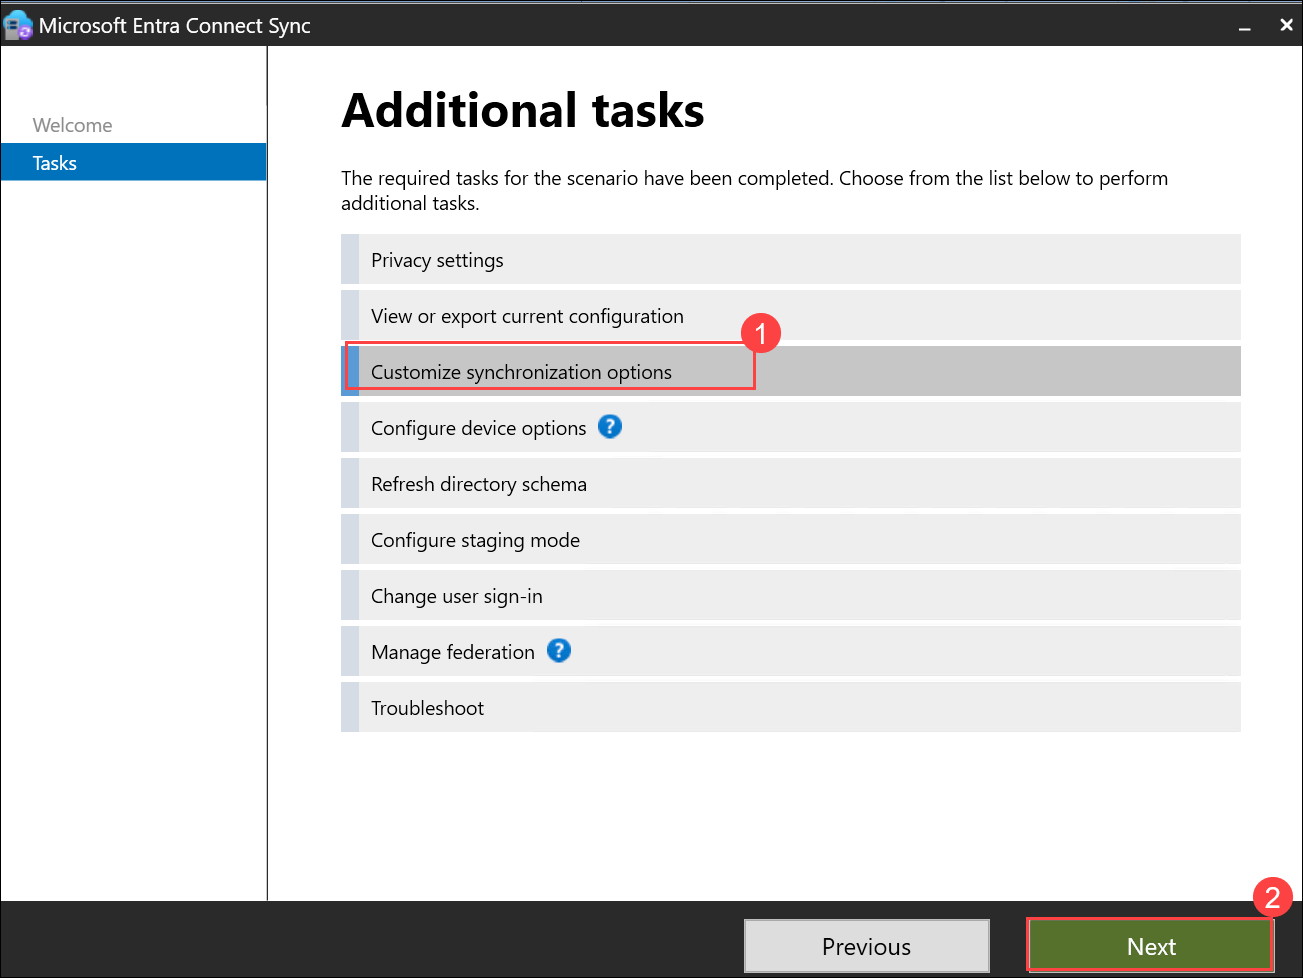 Microsoft Entra Connect Sync
Welcome
Tasks
Additional tasks
The required tasks for the scenario have been completed. Choose from the list below to perform
additional tasks.
Privacy settings
View or export current configuration
1
Customize synchronization options
Configure device options ?
Refresh directory schema
Configure staging mode
Change user sign-in
Manage federation ?
Troubleshoot
2
Previous
Next